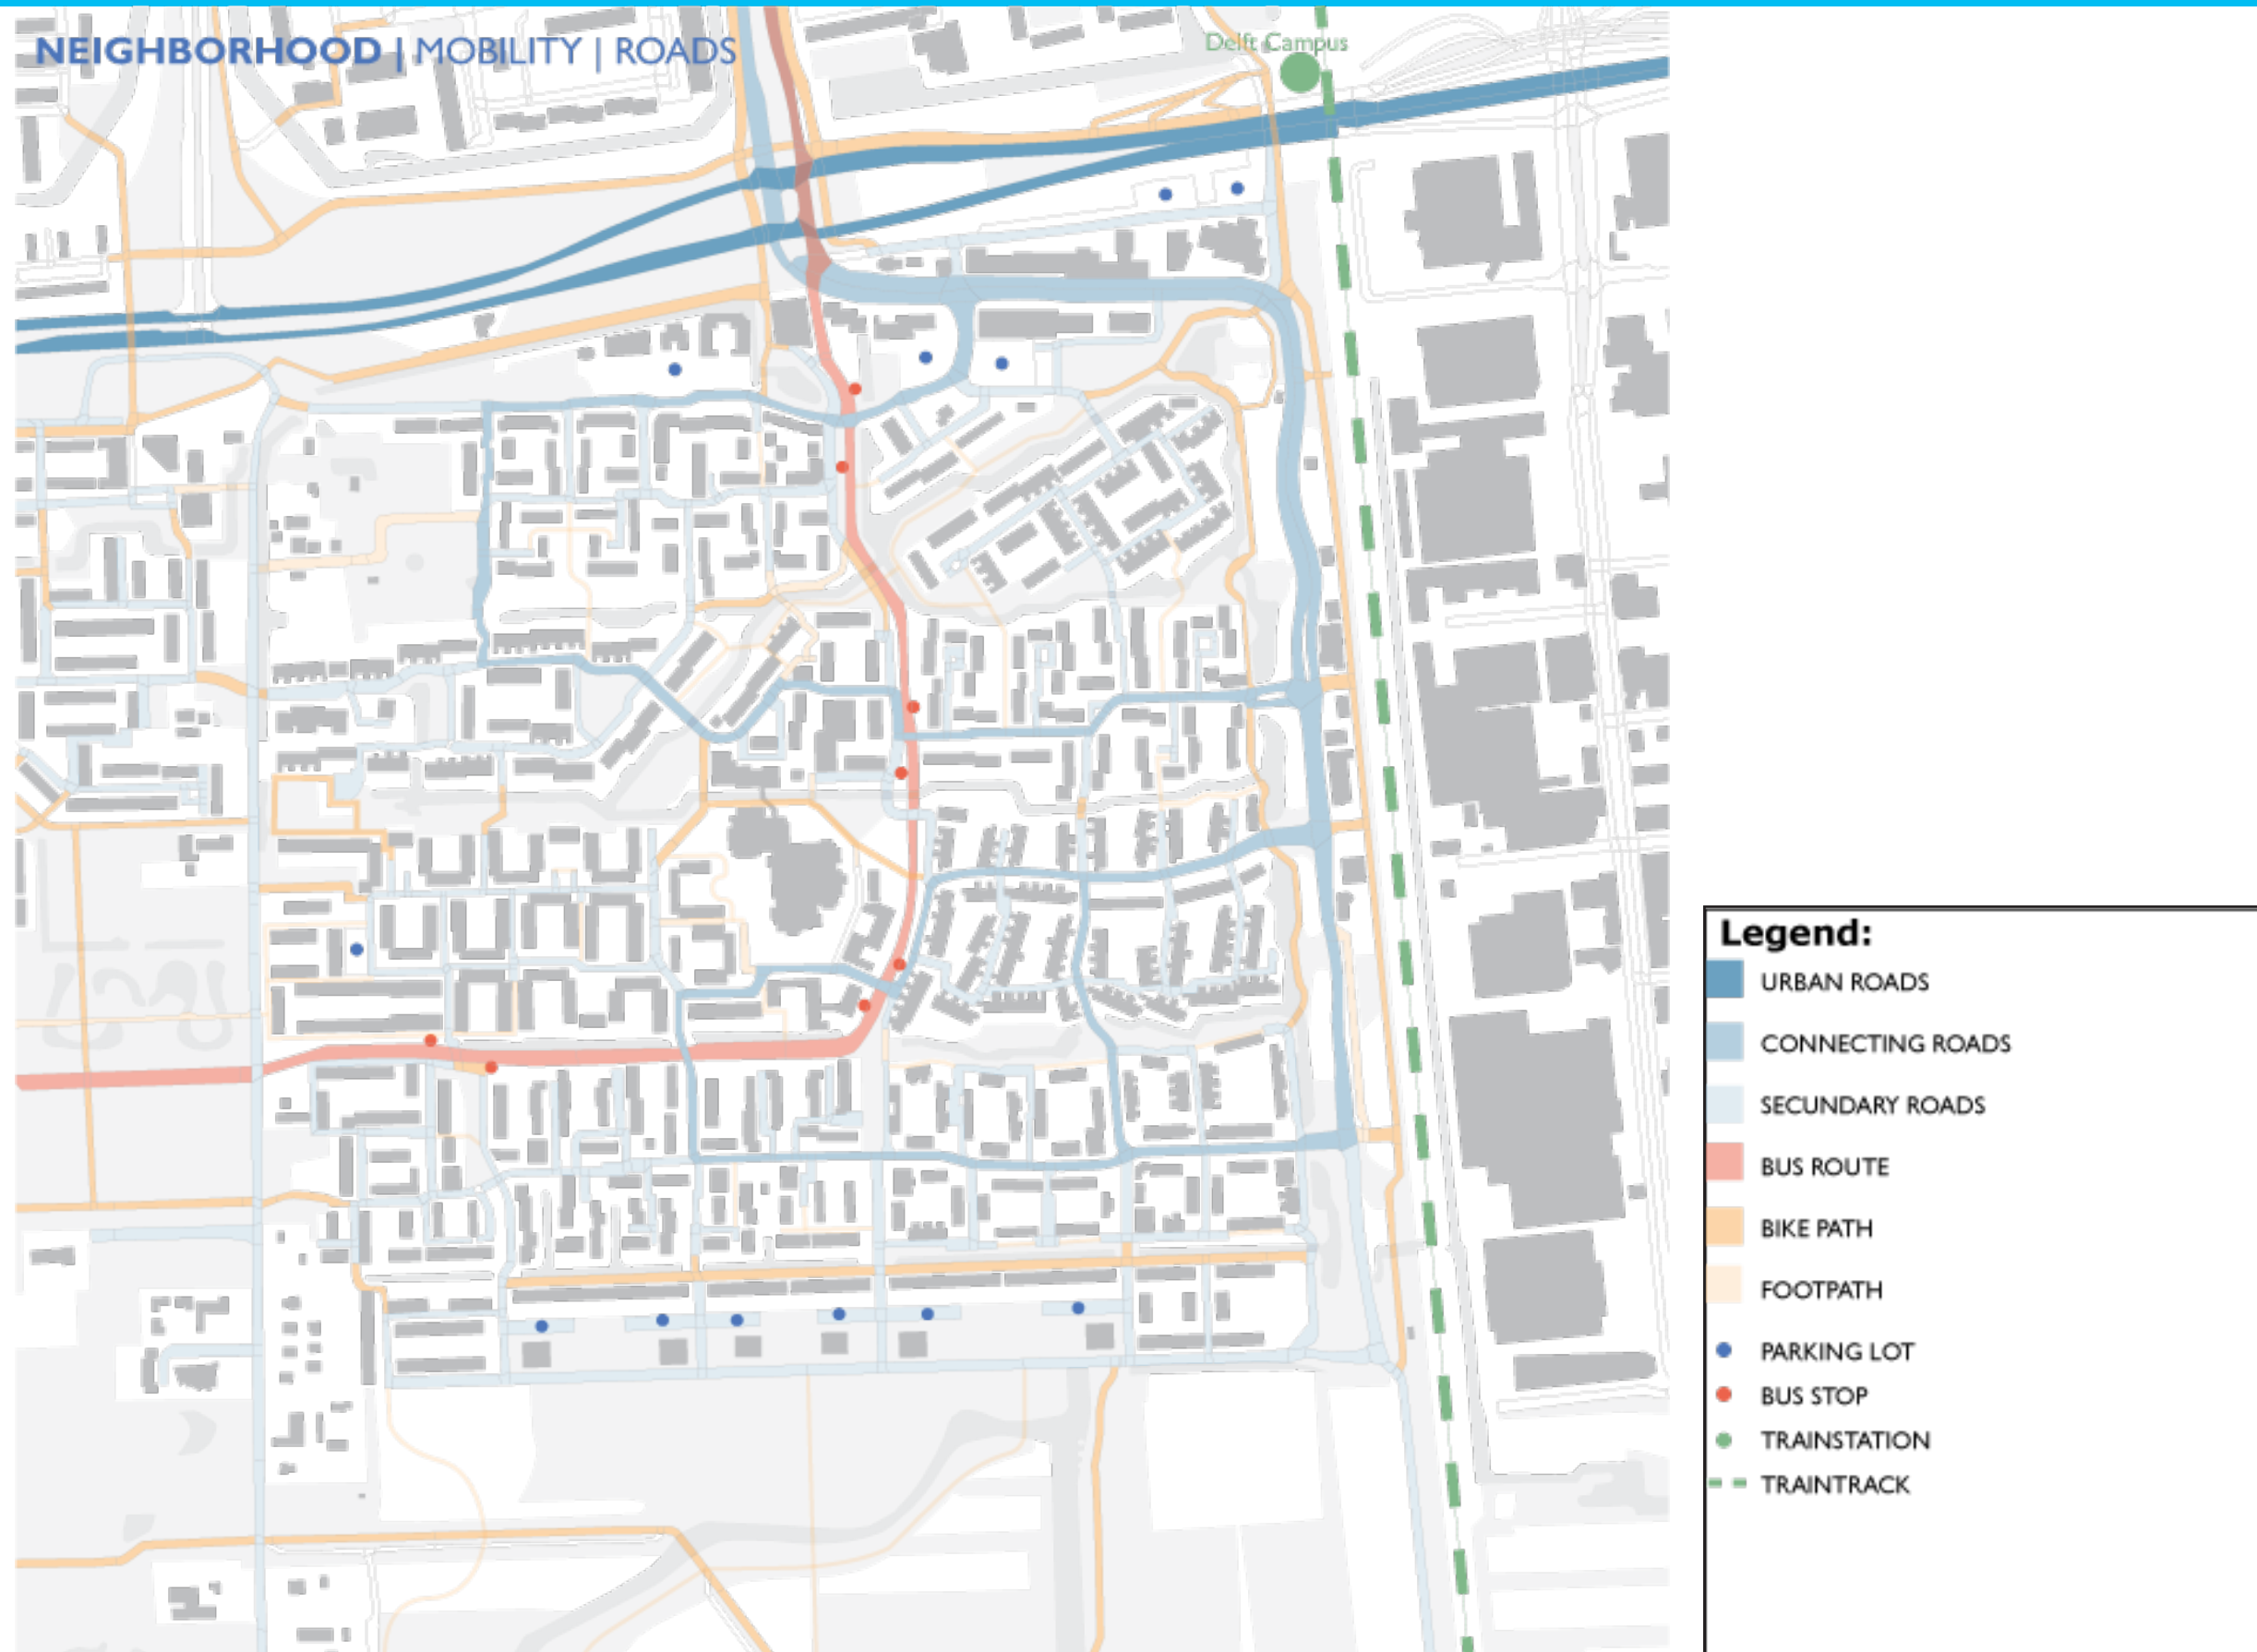 NEIGHBORHOOD | MOBILITY | ROADS
Delft Campus
Legend:
URBAN ROADS
CONNECTING ROADS
SECUNDARY ROADS
BUS ROUTE
BIKE PATH
FOOTPATH
PARKING LOT
BUS STOP
TRAINSTATION
TRAINTRACK